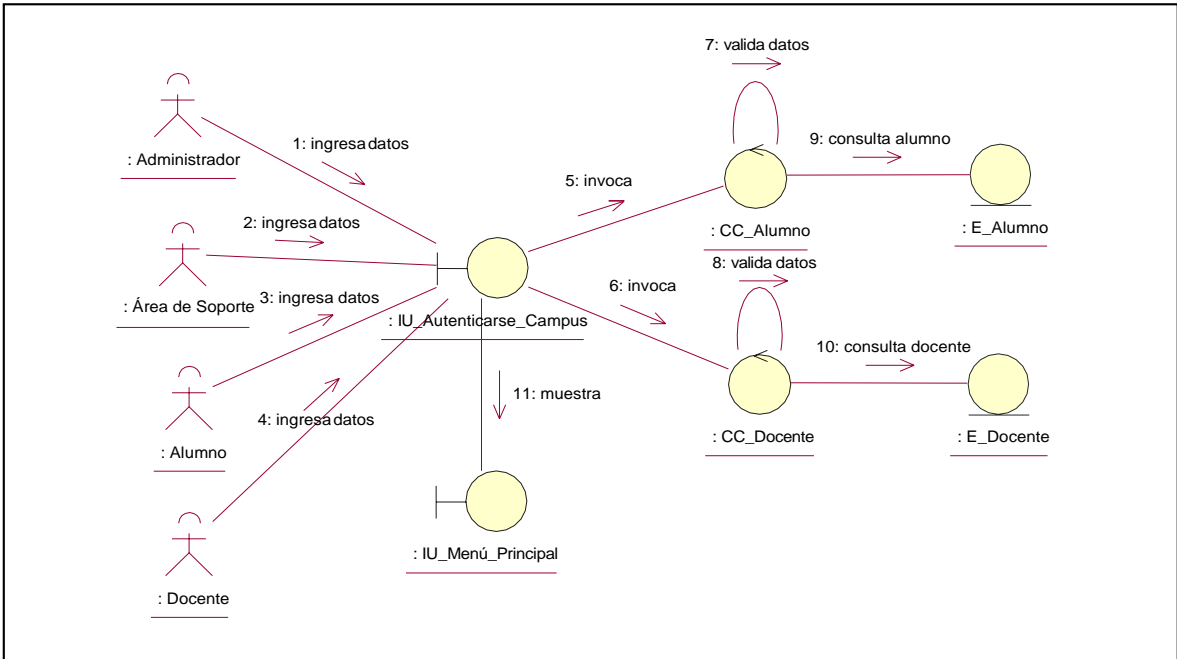 7: valida datos
: Administrador
1: ingresa datos
9: consulta alumno
5: invoca
: CC_Alumno
: E_Alumno
2: ingresa datos
: Área de Soporte
3: ingresa datos
: IU_Autenticarse_Campus
8: valida datos
6: invoca
10: consulta docente
4: ingresa datos
11: muestra
: Alumno
: CC_Docente
: E_Docente
: IU_Menú_Principal
: Docente